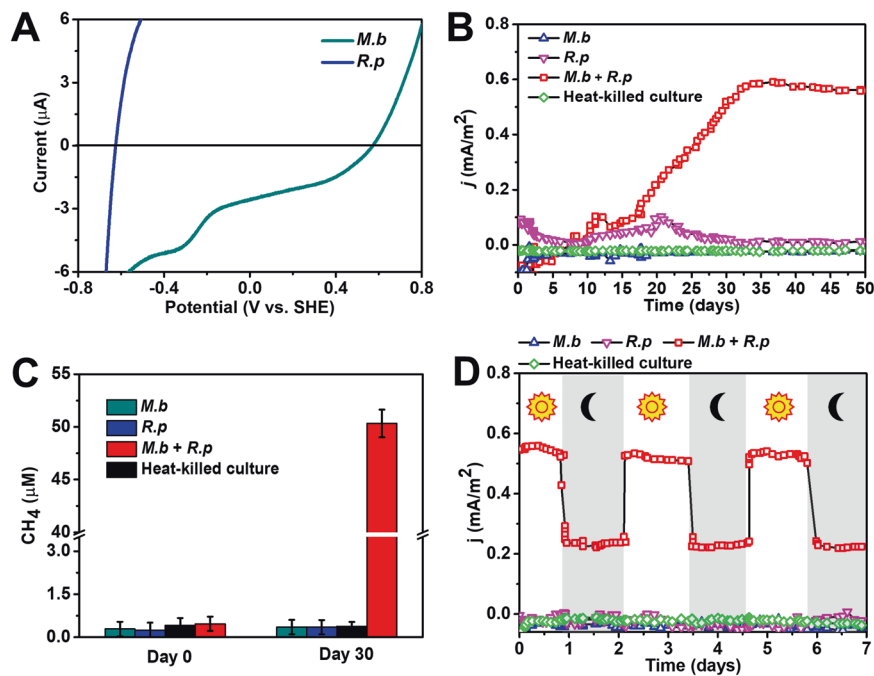 A
M.b
R.p
6
3
0
-3
-6
Current (μA)
-0.8
-0.4
0.0
0.4
0.8
Potential (V vs. SHE)
B
M.b
R.p
M.b + R.p
Heat-killed culture
0.8
0.6
0.4
0.2
0.0
j (mA/m²)
0
5
10
15
20
25
30
35
40
45
50
Time (days)
C
M.b
R.p
M.b + R.p
Heat-killed culture
55
50
45
40
3.0
1.5
0.0
CH₄ (μM)
Day 0
Day 30
M.b R.p M.b + R.p
Heat-killed culture
D
0.8
0.6
0.4
0.2
0.0
j (mA/m²)
0
1
2
3
4
5
6
7
Time (days)